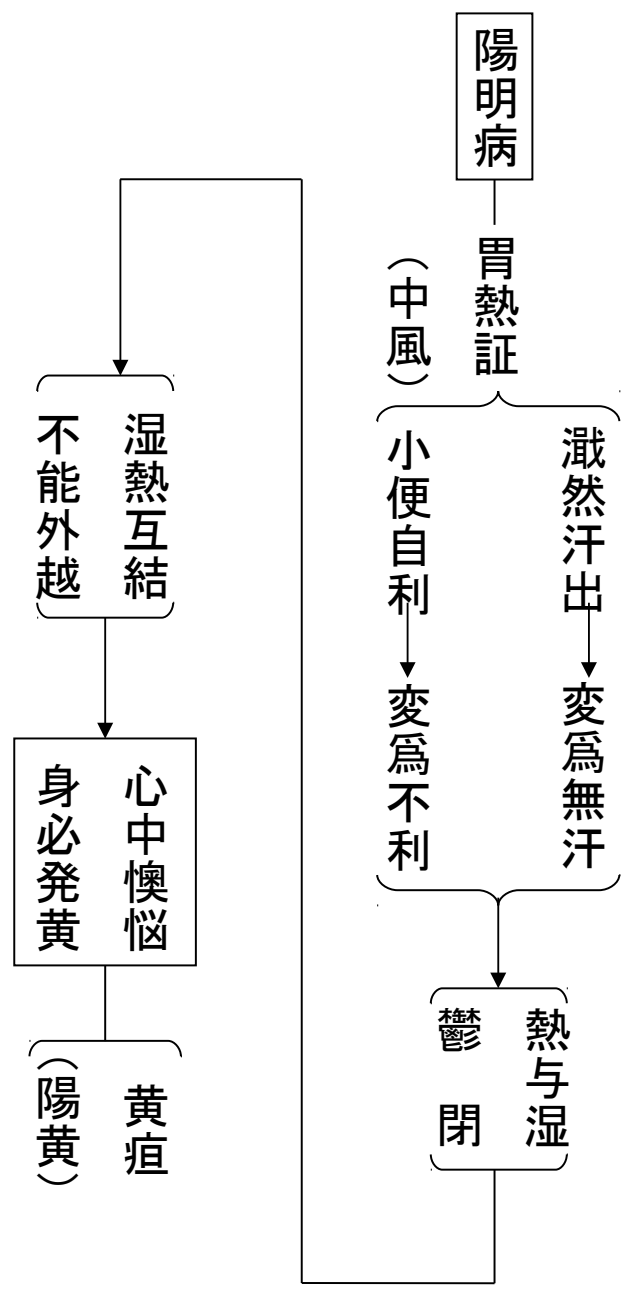 陽明病
胃熱証
（中風）
濈然汗出
変爲無汗
小便自利
変爲不利
熱与湿
鬱閉
湿熱互結
不能外越
心中懊悩
身必発黄
黄疸
（陽黄）